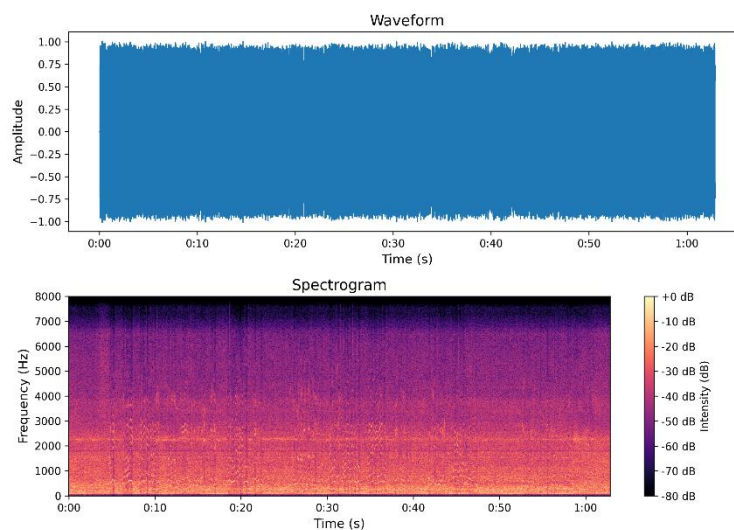 Waveform
1.00
0.75
0.50
0.25
0.00
−0.25
−0.50
−0.75
−1.00
Amplitude
0:00 0:10 0:20 0:30 0:40 0:50 1:00
Time (s)
Spectrogram
8000
7000
6000
5000
4000
3000
2000
1000
0
Frequency (Hz)
0:00 0:10 0:20 0:30 0:40 0:50 1:00
Time (s)
+0 dB
-10 dB
-20 dB
-30 dB
-40 dB
-50 dB
-60 dB
-70 dB
-80 dB
Intensity (dB)